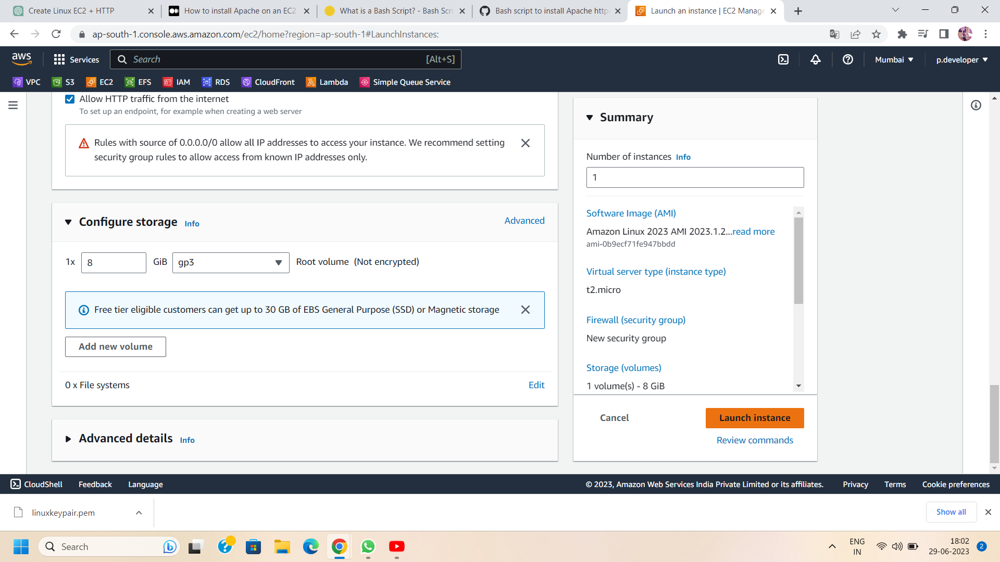 Create Linux EC2 + HTTP
How to install Apache on an EC2
What is a Bash Script? - Bash Scri
Bash script to install Apache http
Launch an instance | EC2 Manage
ap-south-1.console.aws.amazon.com/ec2/home?region=ap-south-1#LaunchInstances:
aws
Services
Search
[Alt+S]
Mumbai
p.developer
VPC
S3
EC2
EFS
IAM
RDS
CloudFront
Lambda
Simple Queue Service
Allow HTTP traffic from the internet
To set up an endpoint, for example when creating a web server
Rules with source of 0.0.0.0/0 allow all IP addresses to access your instance. We recommend setting
security group rules to allow access from known IP addresses only.
Configure storage Info
Advanced
1x 8 GiB gp3 Root volume (Not encrypted)
Free tier eligible customers can get up to 30 GB of EBS General Purpose (SSD) or Magnetic storage
Add new volume
0 x File systems
Edit
Advanced details Info
Summary
Number of instances Info
1
Software Image (AMI)
Amazon Linux 2023 AMI 2023.1.2...read more
ami-0b9ecf71fe947bbdd
Virtual server type (instance type)
t2.micro
Firewall (security group)
New security group
Storage (volumes)
1 volume(s) - 8 GiB
Cancel
Launch instance
Review commands
CloudShell
Feedback
Language
© 2023, Amazon Web Services India Private Limited or its affiliates.
Privacy
Terms
Cookie preferences
linuxkeypair.pem
Show all
Search
ENG
IN
18:02
29-06-2023
2